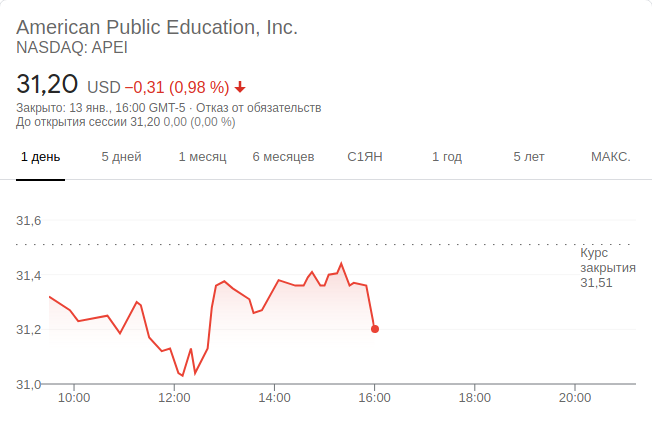 American Public Education, Inc.
NASDAQ: APEI
31,20 USD −0,31 (0,98 %)
Закрыто: 13 янв., 16:00 GMT-5 · Отказ от обязательств
До открытия сессии 31,20 0,00 (0,00 %)
1 день 5 дней 1 месяц 6 месяцев С1ЯН 1 год 5 лет МАКС.
31,6
Курс
закрытия
31,51
31,4
31,2
31,0
10:00 12:00 14:00 16:00 18:00 20:00